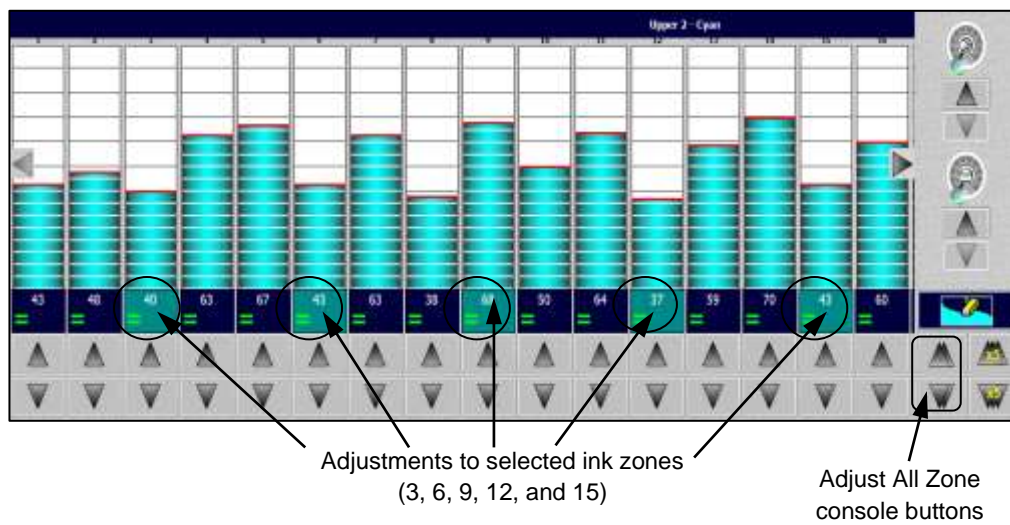 Upper 2 - Cyan
43 48 40 63 67 43 63 38 50 64 37 59 70 43 60
Adjustments to selected ink zones
(3, 6, 9, 12, and 15)
Adjust All Zone
console buttons